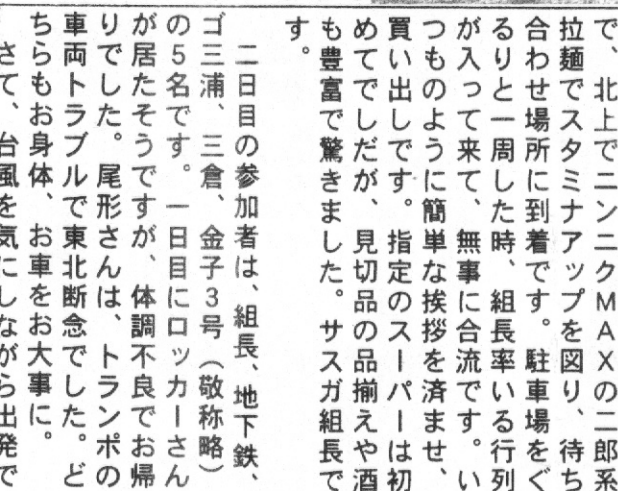 で、北上でニンニクMAXの二郎系
拉麺でスタミナアップを図り、待ち
合わせ場所に到着です。駐車場をぐ
るりと一周した時、組長率いる行列
が入って来て、無事に合流です。い
つものように簡単な挨拶を済ませ、
買い出しです。指定のスーパーは初
めてでしだが、見切品の品揃えや酒
も豊富で驚きました。サスガ組長で
す。
二日目の参加者は、組長、地下鉄、
ゴ三浦、三倉、金子3号(敬称略)
の5名です。一日目にロッカーさん
が居たそうですが、体調不良でお帰
りでした。尾形さんは、トランポの
車両トラブルで東北断念でした。ど
ちらもお身体、お車をお大事に。
さて、台風を気にしながら出発で